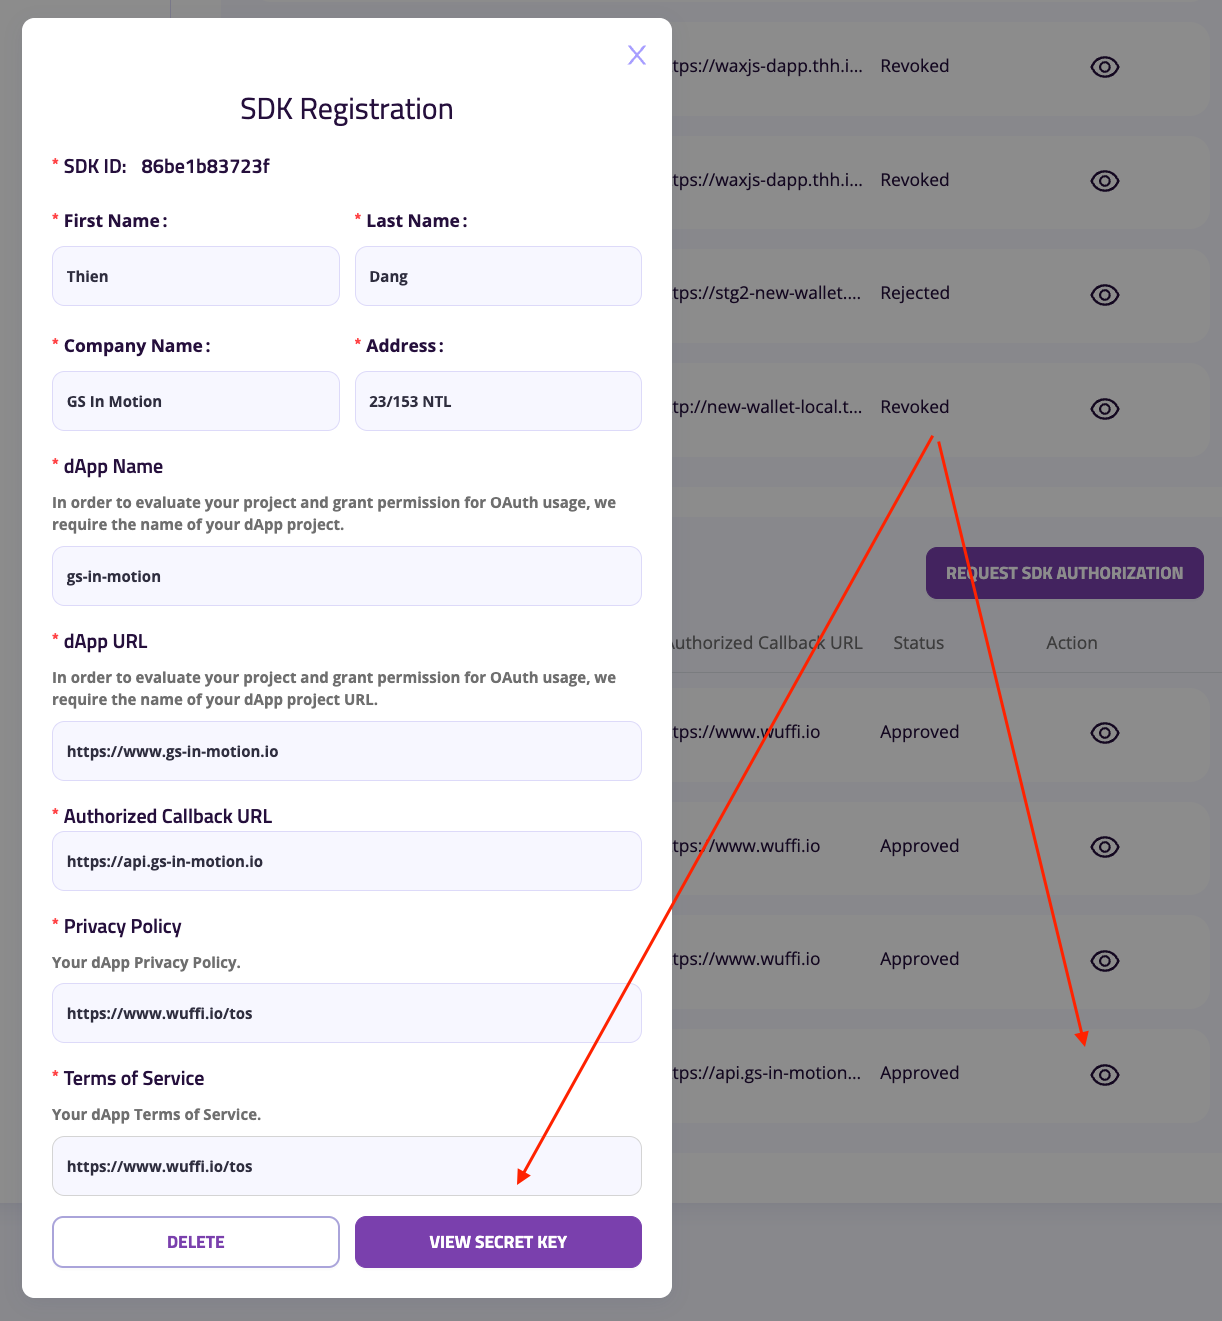 X
SDK Registration
* SDK ID: 86be1b83723f
* First Name: * Last Name:
Thien Dang
* Company Name: * Address:
GS In Motion 23/153 NTL
* dApp Name
In order to evaluate your project and grant permission for OAuth usage, we
require the name of your dApp project.
gs-in-motion
* dApp URL
In order to evaluate your project and grant permission for OAuth usage, we
require the name of your dApp project URL.
https://www.gs-in-motion.io
* Authorized Callback URL
https://api.gs-in-motion.io
* Privacy Policy
Your dApp Privacy Policy.
https://www.wuffi.io/tos
* Terms of Service
Your dApp Terms of Service.
https://www.wuffi.io/tos
DELETE VIEW SECRET KEY
tps://waxjs-dapp.thh.i... Revoked
tps://waxjs-dapp.thh.i... Revoked
tps://stg2-new-wallet.... Rejected
tp://new-wallet-local.t... Revoked
REQUEST SDK AUTHORIZATION
Authorized Callback URL Status Action
tps://www.wuffi.io Approved
tps://www.wuffi.io Approved
tps://www.wuffi.io Approved
tps://api.gs-in-motion... Approved